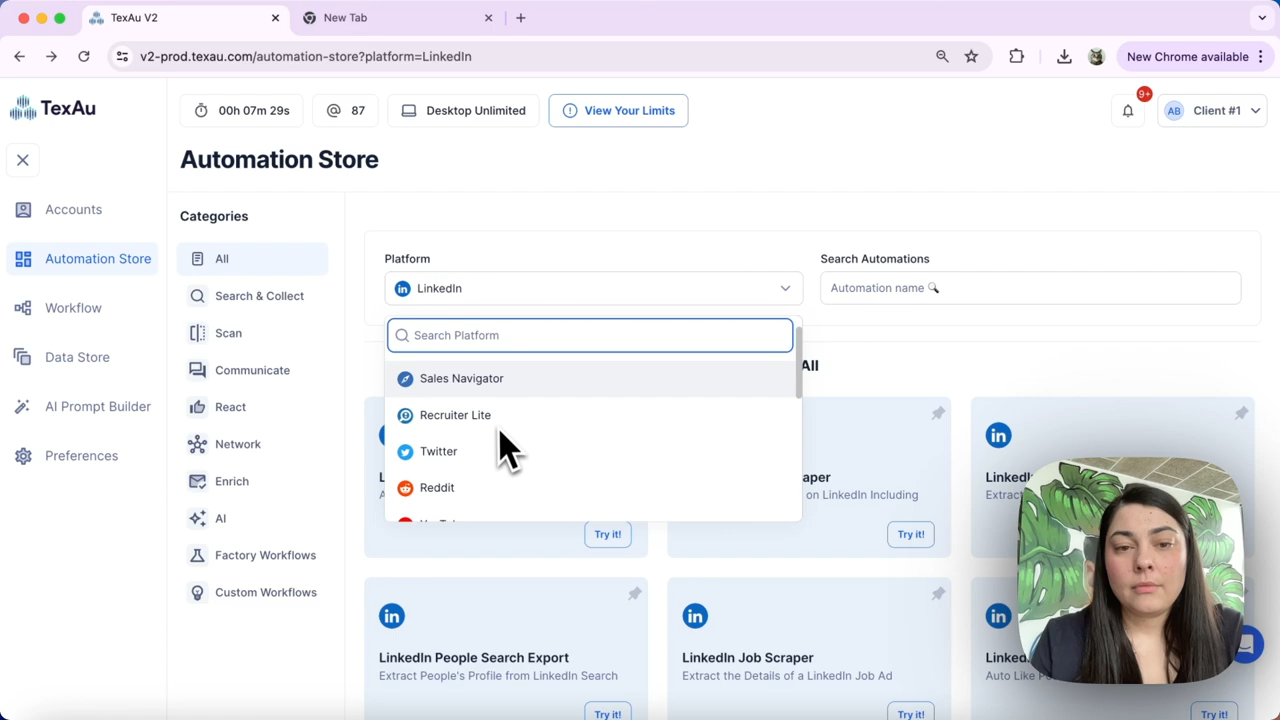 TexAu V2
New Tab
v2-prod.texau.com/automation-store?platform=LinkedIn
New Chrome available
TexAu
00h 07m 29s
@ 87
Desktop Unlimited
View Your Limits
9+
AB
Client #1
Automation Store
Accounts
Automation Store
Workflow
Data Store
AI Prompt Builder
Preferences
Categories
All
Search & Collect
Scan
Communicate
React
Network
Enrich
AI
Factory Workflows
Custom Workflows
Platform
LinkedIn
Search Automations
Automation name
Search Platform
Sales Navigator
Recruiter Lite
Twitter
Reddit
All
on LinkedIn Including
Try it!
Try it!
LinkedIn People Search Export
Extract People's Profile from LinkedIn Search
Try it!
LinkedIn Job Scraper
Extract the Details of a LinkedIn Job Ad
Try it!
Auto Like
Try it!